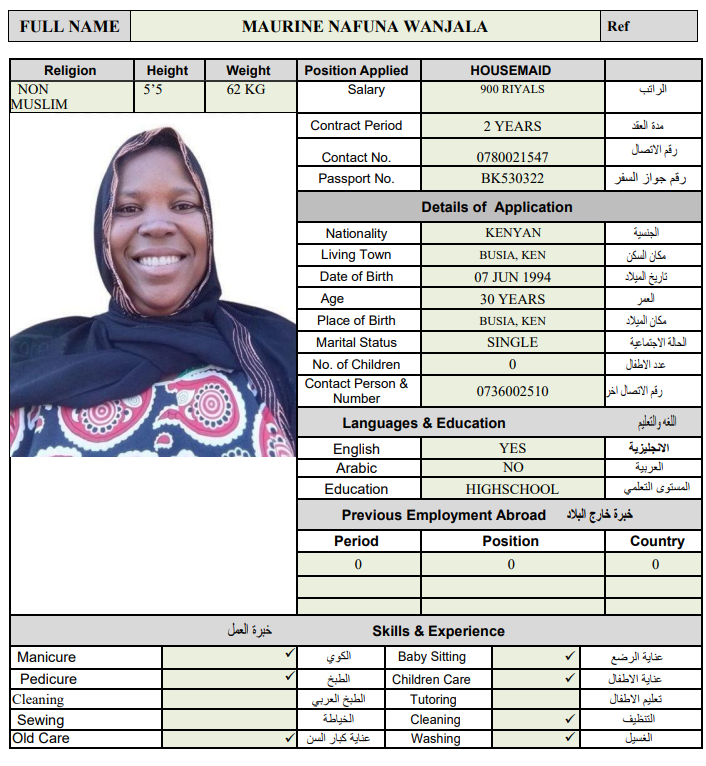 FULL NAME MAURINE NAFUNA WANJALA Ref
Religion Height Weight Position Applied HOUSEMAID
NON MUSLIM 5’5 62 KG Salary 900 RIYALS الراتب
Contract Period 2 YEARS مدة العقد
Contact No. 0780021547 رقم الاتصال
Passport No. BK530322 رقم جواز السفر
Details of Application
Nationality KENYAN الجنسية
Living Town BUSIA, KEN مكان السكن
Date of Birth 07 JUN 1994 تاريخ الميلاد
Age 30 YEARS العمر
Place of Birth BUSIA, KEN مكان الميلاد
Marital Status SINGLE الحالة الاجتماعية
No. of Children 0 عدد الاطفال
Contact Person & Number 0736002510 رقم الاتصال اخر
Languages & Education اللغه والتعليم
English YES الانجليزية
Arabic NO العربية
Education HIGHSCHOOL المستوى التعلمي
Previous Employment Abroad خبرة خارج البلاد
Period Position Country
0 0 0
خبرة العمل Skills & Experience
Manicure ✓ الكوي Baby Sitting ✓ عناية الرضع
Pedicure ✓ الطبخ Children Care ✓ عناية الاطفال
Cleaning الطبخ العربي Tutoring تعليم الاطفال
Sewing الخياطة Cleaning ✓ التنظيف
Old Care ✓ عناية كبار السن Washing ✓ الغسيل